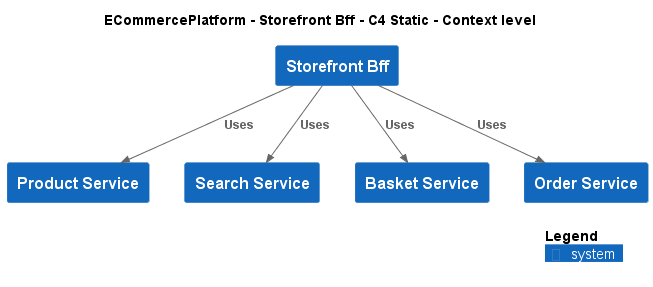 ECommercePlatform - Storefront Bff - C4 Static - Context level
Storefront Bff
Uses
Uses
Uses
Uses
Product Service
Search Service
Basket Service
Order Service
Legend
system